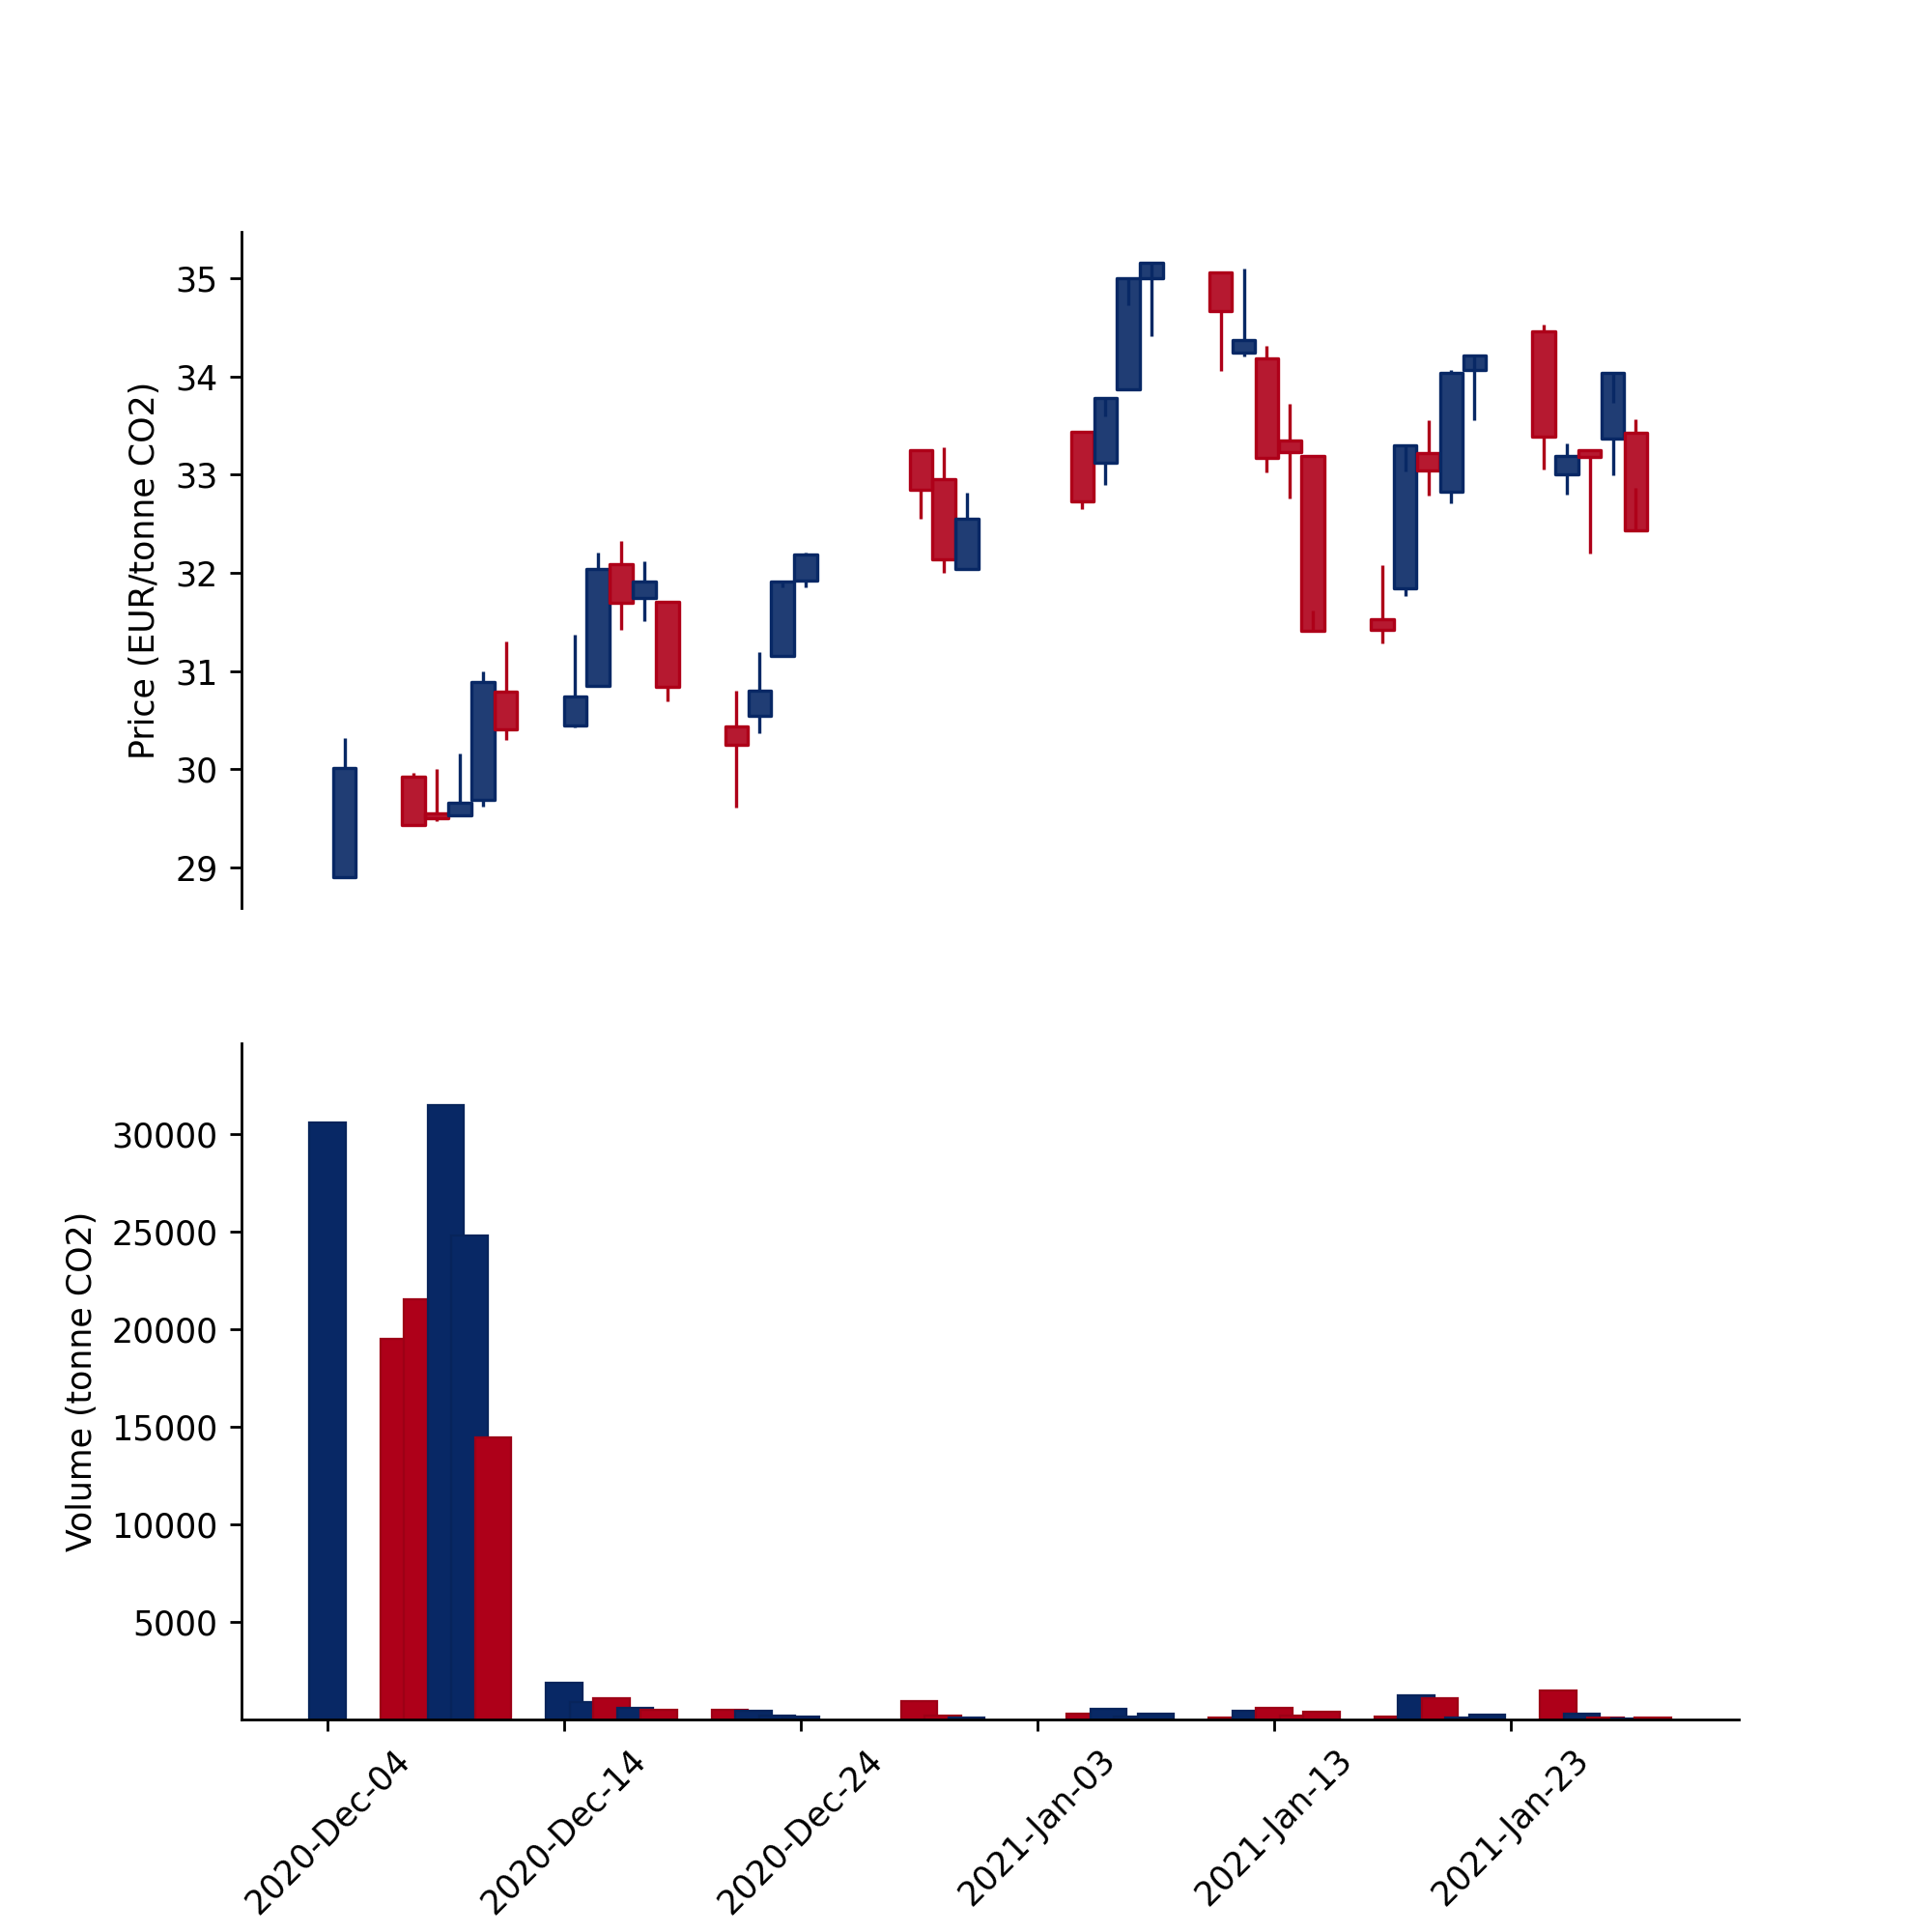 35
34
33
32
31
30
29
Price (EUR/tonne CO2)
30000
25000
20000
15000
10000
5000
Volume (tonne CO2)
2020-Dec-04
2020-Dec-14
2020-Dec-24
2021-Jan-03
2021-Jan-13
2021-Jan-23